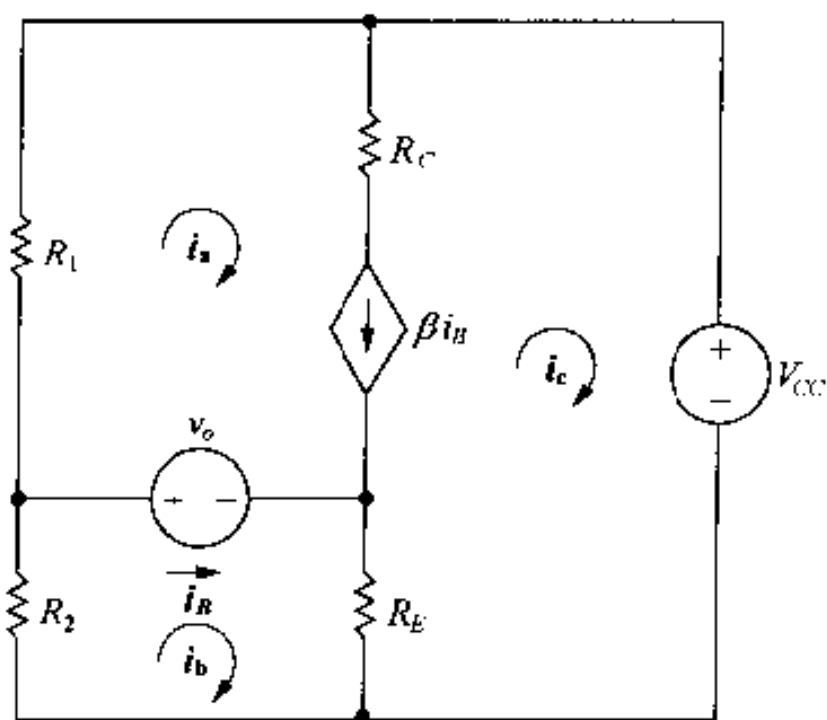 R_C
R_1
i_a
βi_B
i_c
+
−
V_CC
v_o
+ −
i_B
R_2
R_E
i_b